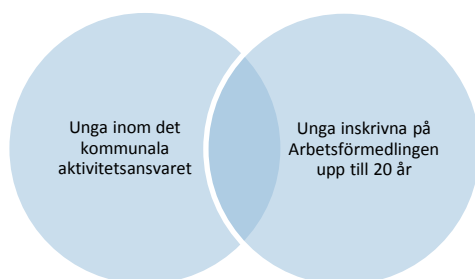 Unga inom det
kommunala
aktivitetsansvaret
Unga inskrivna på
Arbetsförmedlingen
upp till 20 år